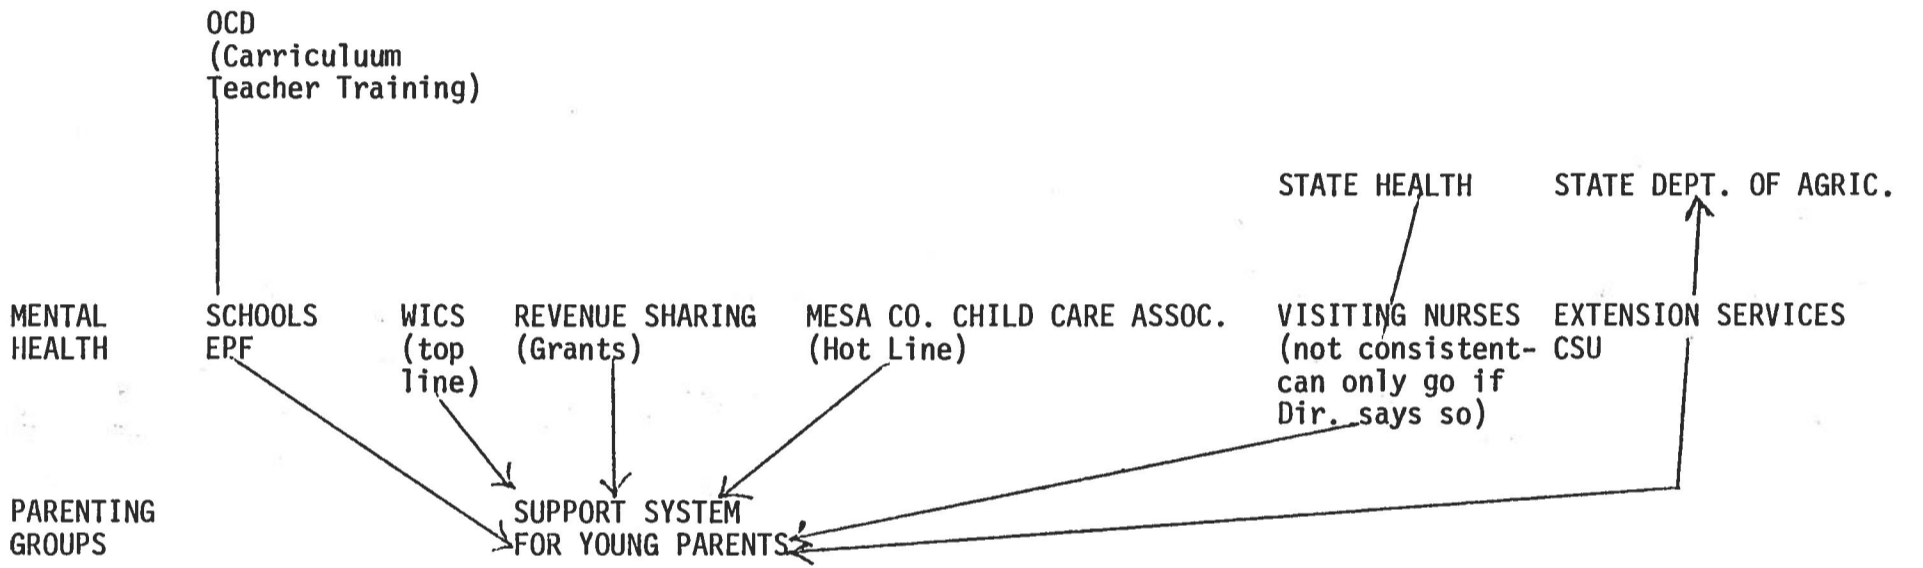 OCD
(Carriculuum
Teacher Training)
STATE HEALTH
STATE DEPT. OF AGRIC.
MENTAL
HEALTH
SCHOOLS
EPF
WICS
(top
line)
REVENUE SHARING
(Grants)
MESA CO. CHILD CARE ASSOC.
(Hot Line)
VISITING NURSES
(not consistent-
can only go if
Dir. says so)
EXTENSION SERVICES
CSU
PARENTING
GROUPS
SUPPORT SYSTEM
FOR YOUNG PARENTS